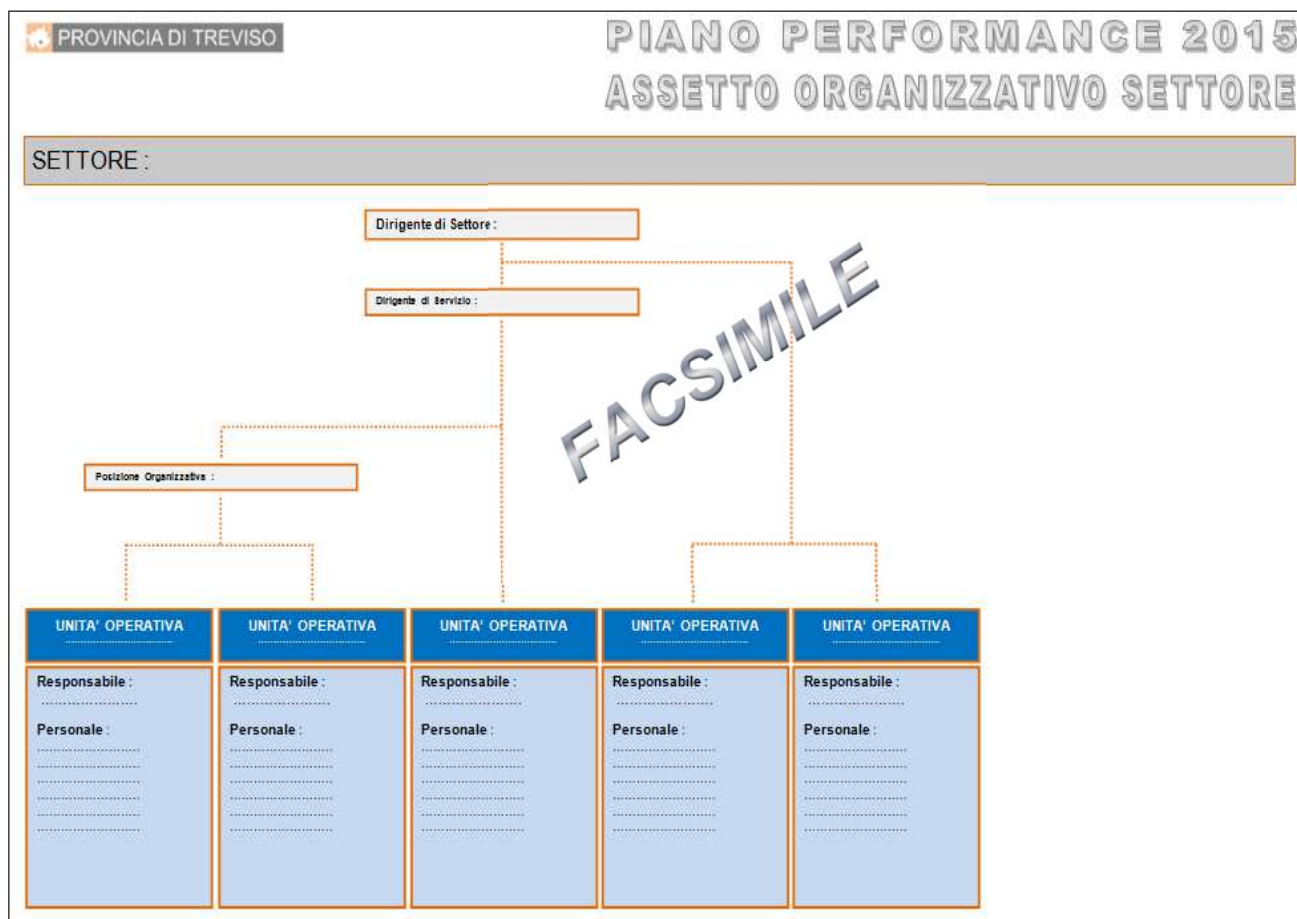 PROVINCIA DI TREVISO
PIANO PERFORMANCE 2015
ASSETTO ORGANIZZATIVO SETTORE
SETTORE :
Dirigente di Settore :
Dirigente di Servizio :
FACSIMILE
Posizione Organizzativa :
UNITA' OPERATIVA UNITA' OPERATIVA UNITA' OPERATIVA UNITA' OPERATIVA UNITA' OPERATIVA
Responsabile : Responsabile : Responsabile : Responsabile : Responsabile :
Personale : Personale : Personale : Personale : Personale :